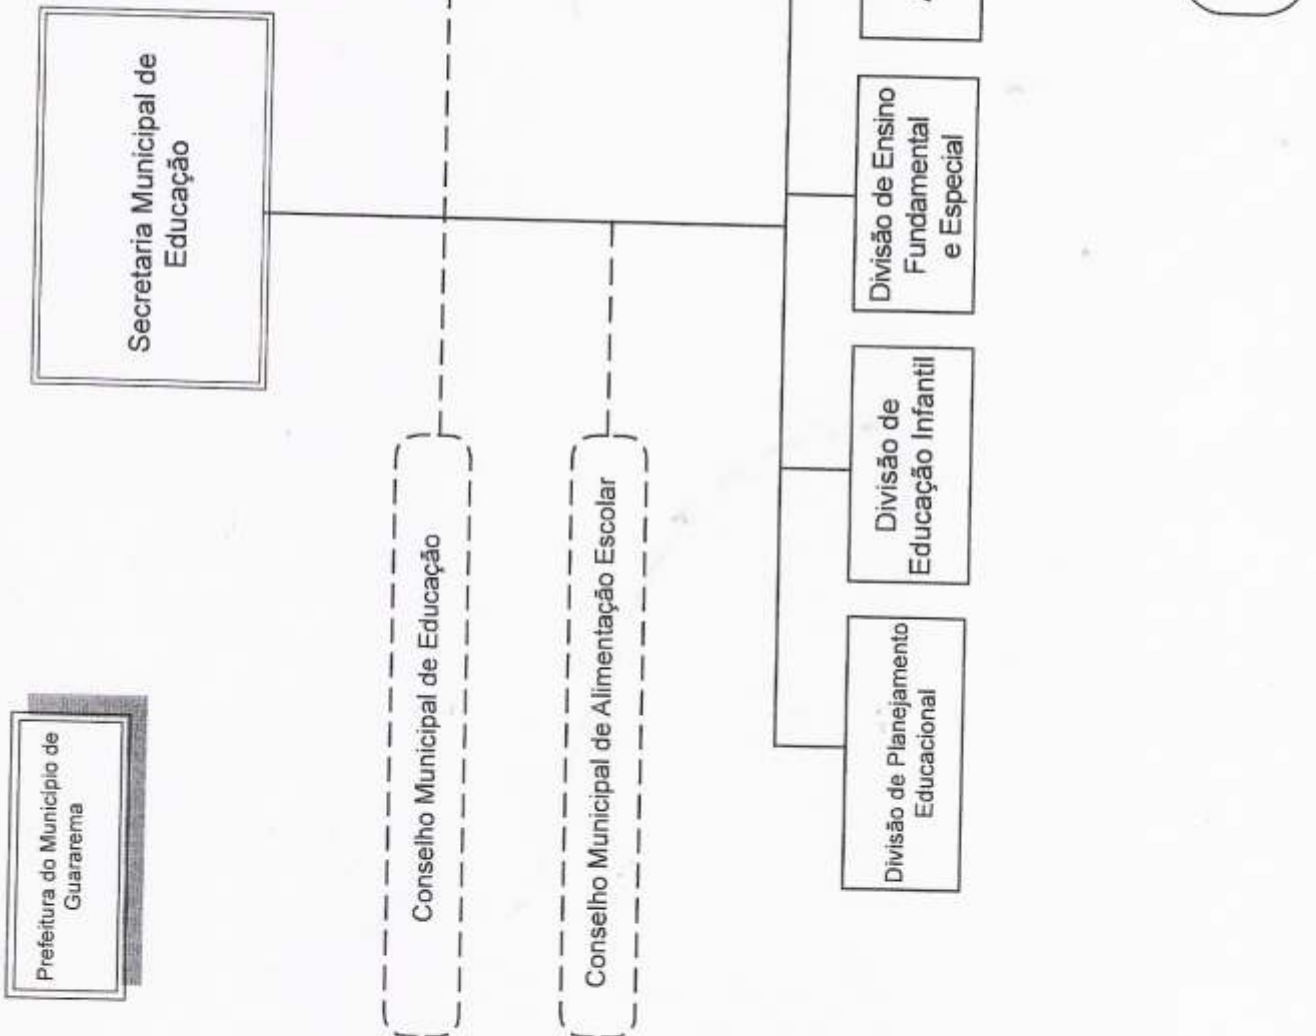 Prefeitura do Município de
Guararema
Secretaria Municipal de
Educação
Conselho Municipal de Educação
Conselho Municipal de Alimentação Escolar
Divisão de Planejamento
Educacional
Divisão de
Educação Infantil
Divisão de Ensino
Fundamental
e Especial